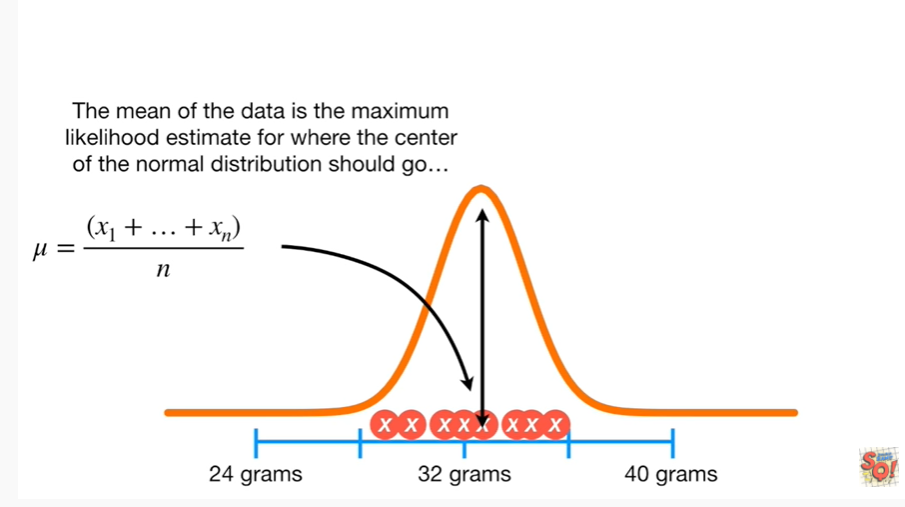 The mean of the data is the maximum
likelihood estimate for where the center
of the normal distribution should go…
μ = (x₁ + … + xₙ) / n
x x x x x x x x
24 grams 32 grams 40 grams
SO!